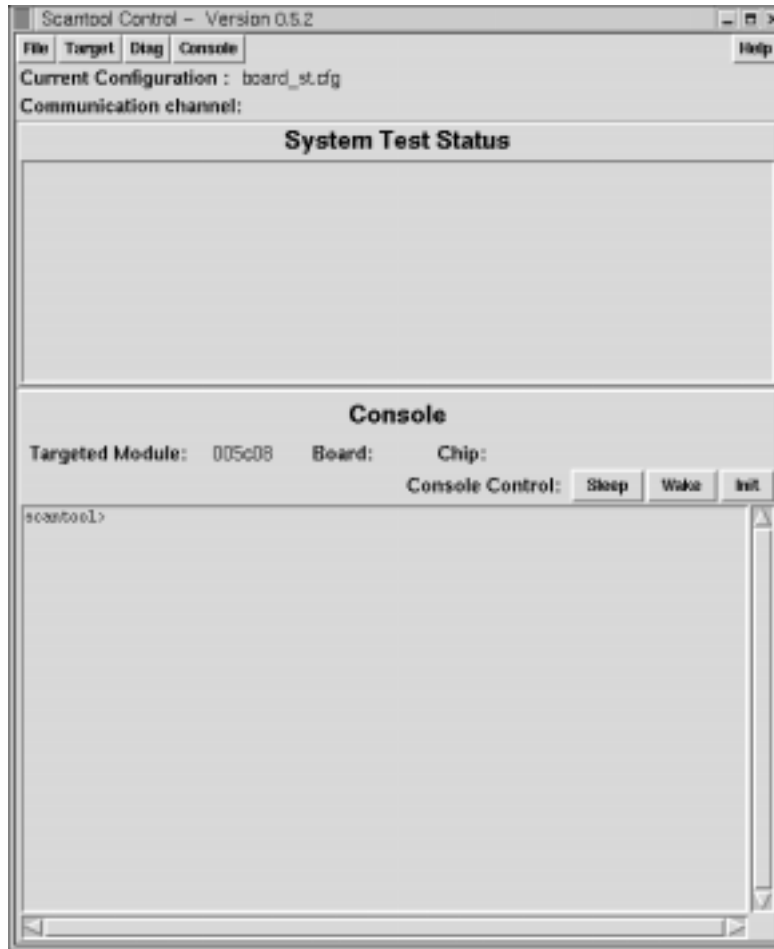 Scantool Control – Version 0.5.2
File Target Diag Console Help
Current Configuration : board_st.cfg
Communication channel:
System Test Status
Console
Targeted Module: 005c08 Board: Chip:
Console Control: Sleep Wake Init
scantool>